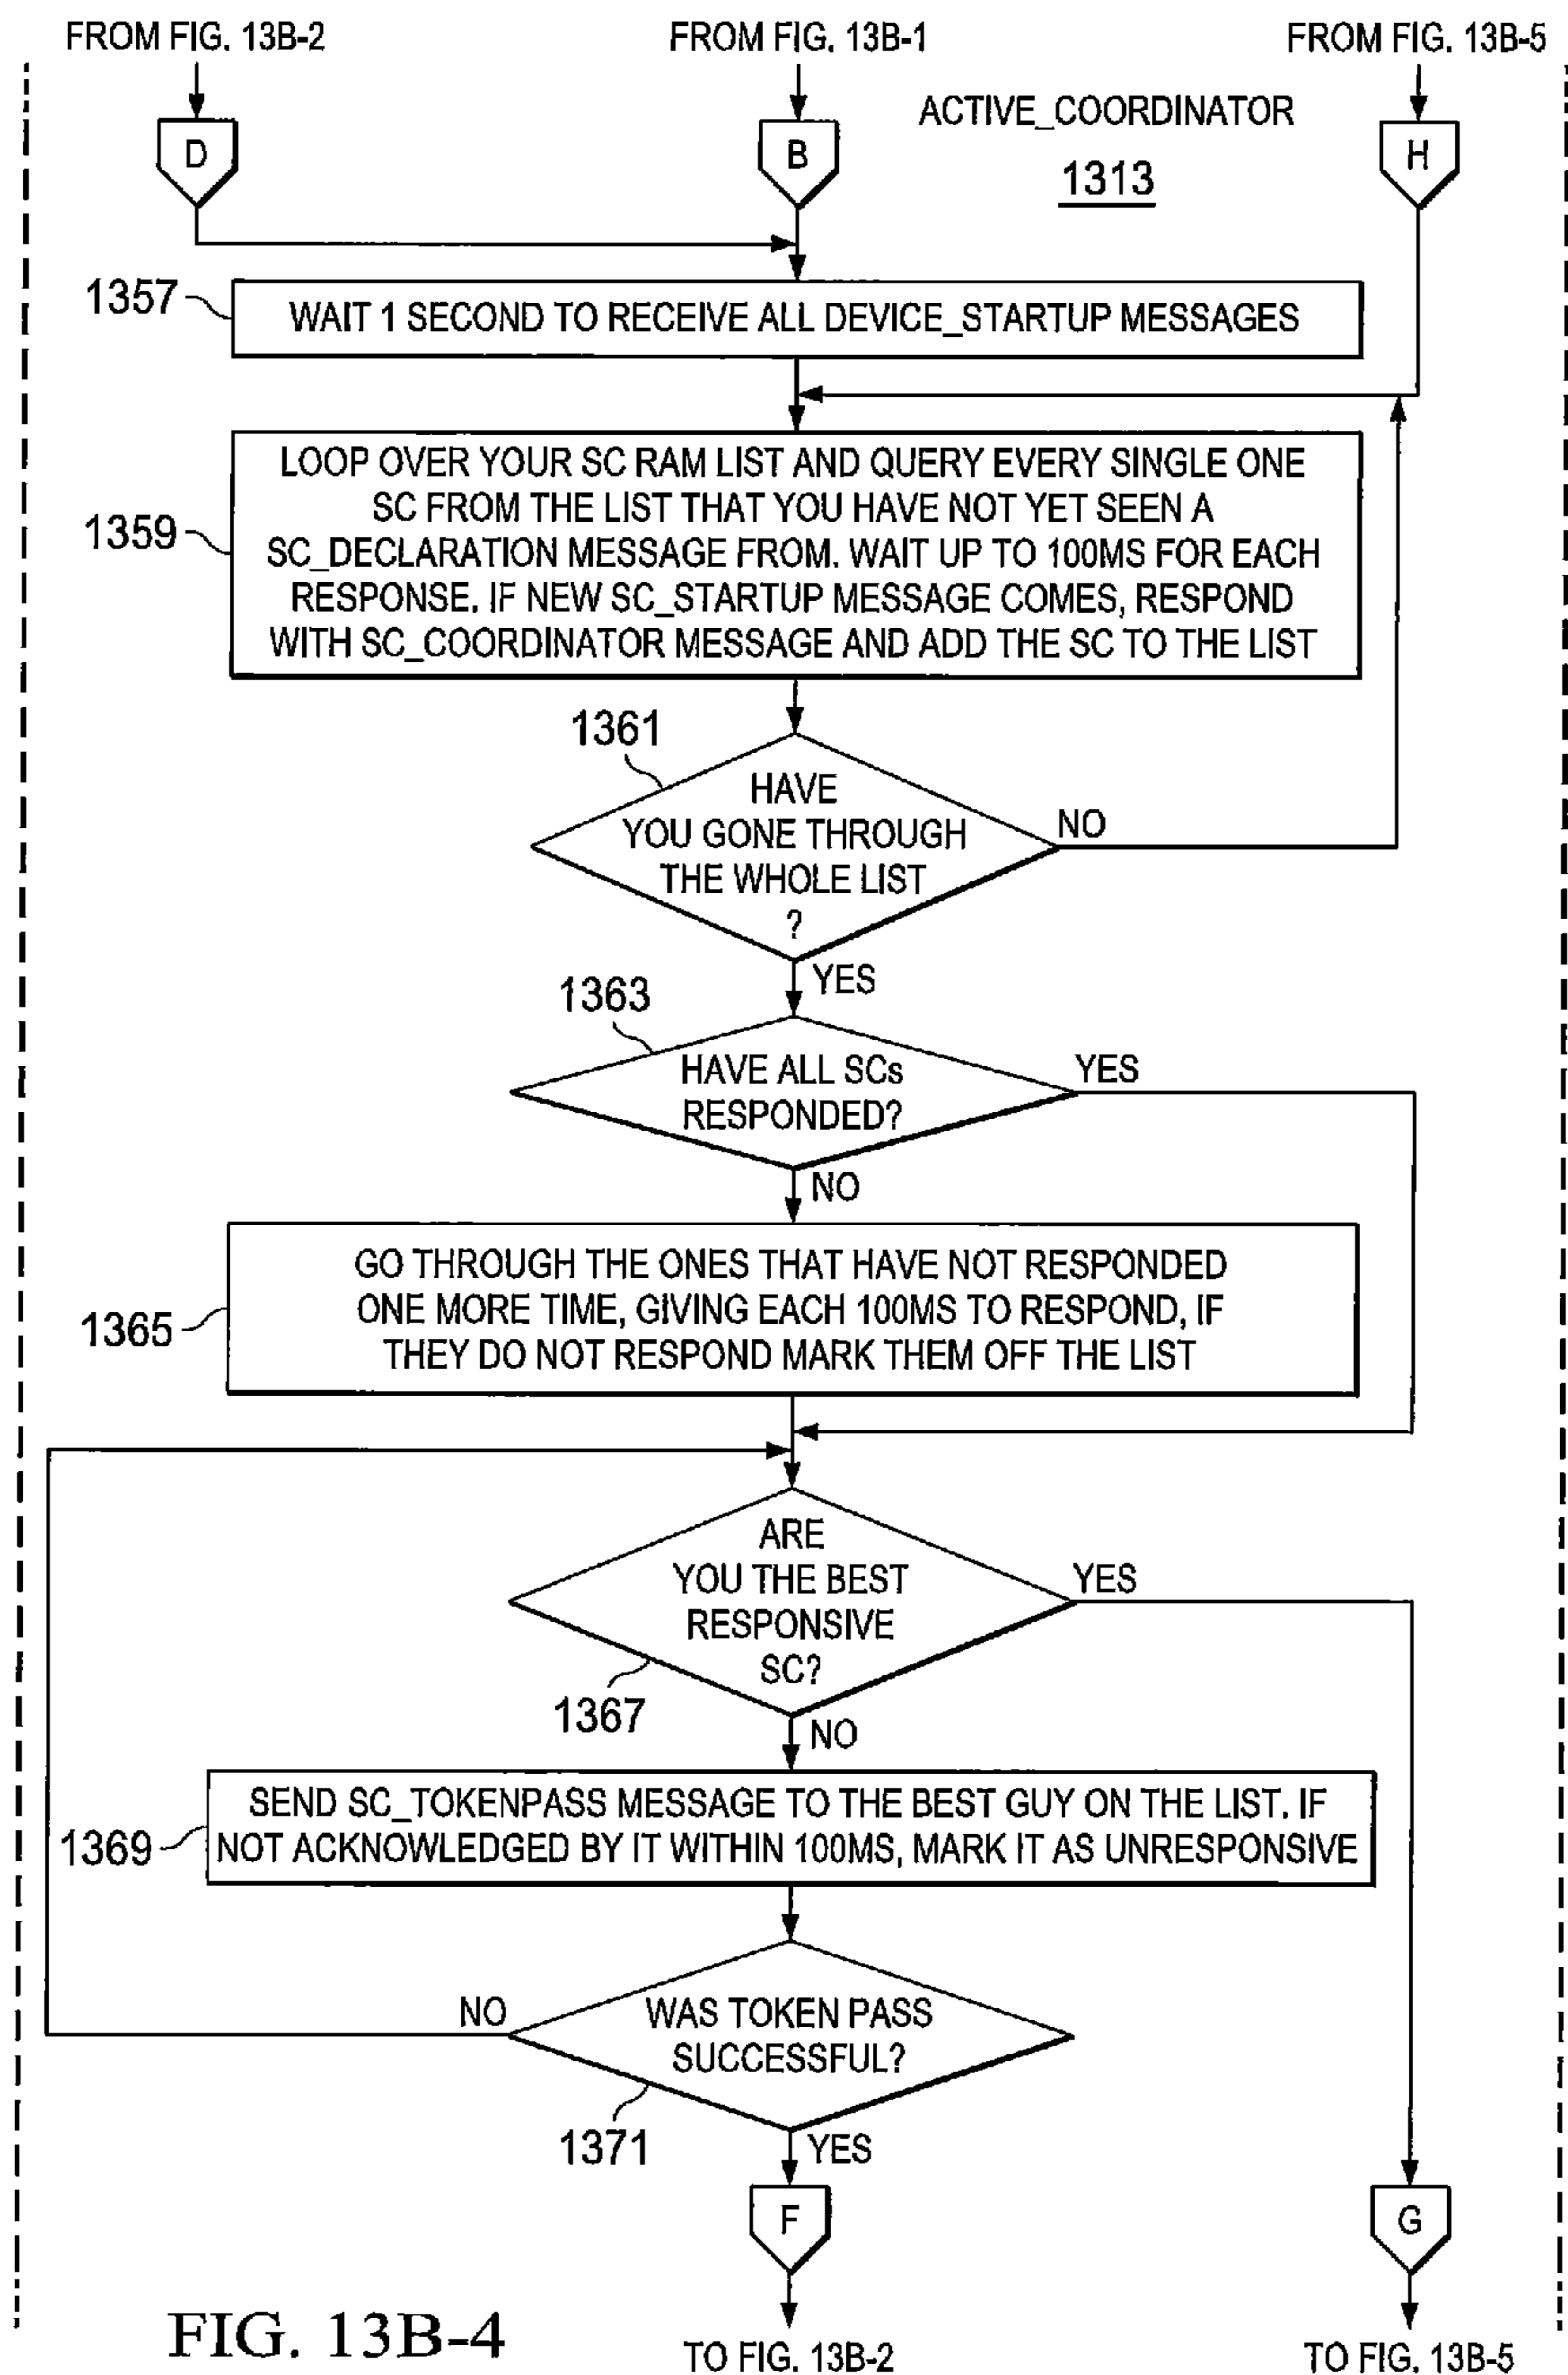 FROM FIG. 13B-2
FROM FIG. 13B-1
FROM FIG. 13B-5
D
B
ACTIVE_COORDINATOR
1313
H
1357
WAIT 1 SECOND TO RECEIVE ALL DEVICE_STARTUP MESSAGES
1359
LOOP OVER YOUR SC RAM LIST AND QUERY EVERY SINGLE ONE
SC FROM THE LIST THAT YOU HAVE NOT YET SEEN A
SC_DECLARATION MESSAGE FROM. WAIT UP TO 100MS FOR EACH
RESPONSE. IF NEW SC_STARTUP MESSAGE COMES, RESPOND
WITH SC_COORDINATOR MESSAGE AND ADD THE SC TO THE LIST
1361
HAVE
YOU GONE THROUGH
THE WHOLE LIST
?
NO
YES
1363
HAVE ALL SCs
RESPONDED?
YES
NO
1365
GO THROUGH THE ONES THAT HAVE NOT RESPONDED
ONE MORE TIME, GIVING EACH 100MS TO RESPOND, IF
THEY DO NOT RESPOND MARK THEM OFF THE LIST
ARE
YOU THE BEST
RESPONSIVE
SC?
YES
1367
NO
1369
SEND SC_TOKENPASS MESSAGE TO THE BEST GUY ON THE LIST. IF
NOT ACKNOWLEDGED BY IT WITHIN 100MS, MARK IT AS UNRESPONSIVE
NO
WAS TOKEN PASS
SUCCESSFUL?
1371
YES
F
G
FIG. 13B-4
TO FIG. 13B-2
TO FIG. 13B-5